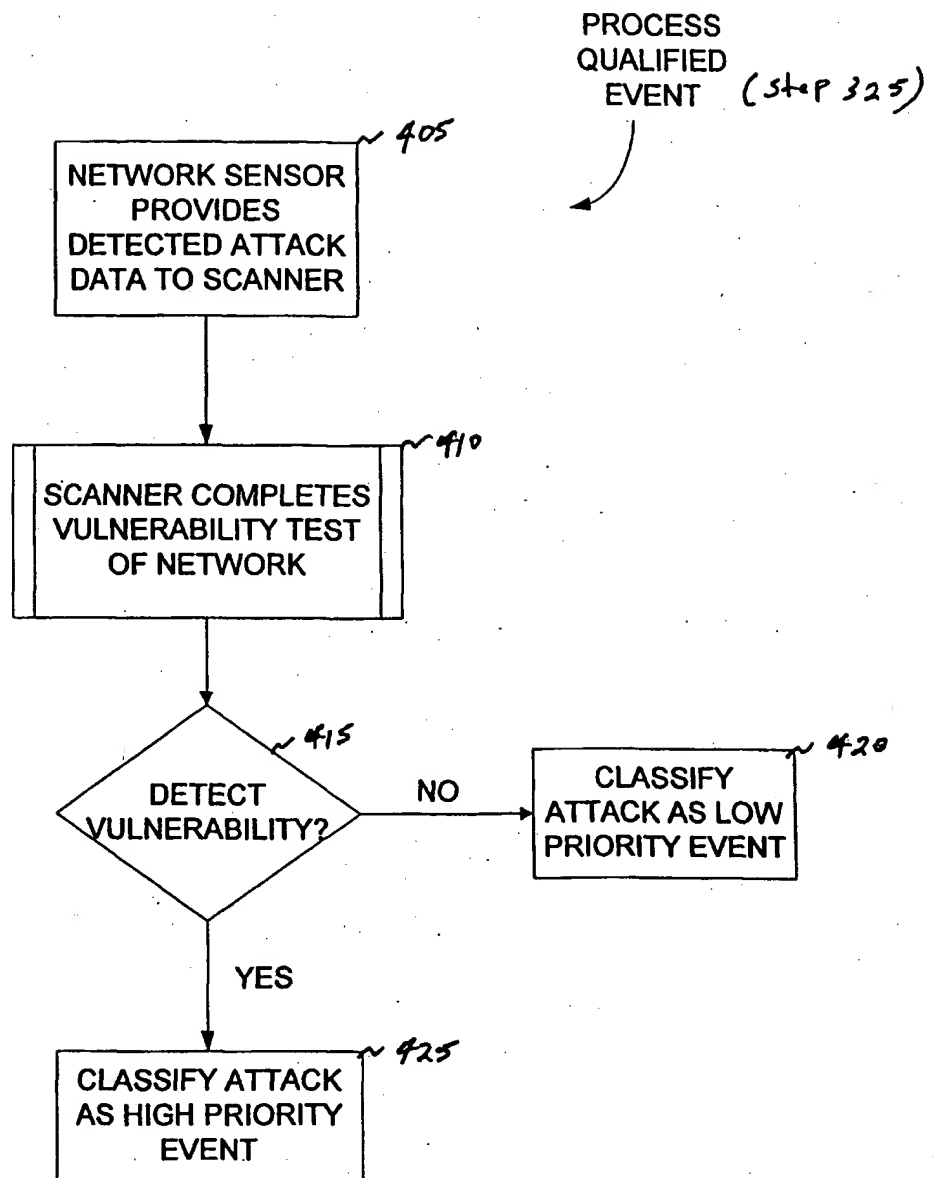 PROCESS
QUALIFIED
EVENT (step 325)
405
NETWORK SENSOR
PROVIDES
DETECTED ATTACK
DATA TO SCANNER
410
SCANNER COMPLETES
VULNERABILITY TEST
OF NETWORK
415
DETECT
VULNERABILITY?
NO
420
CLASSIFY
ATTACK AS LOW
PRIORITY EVENT
YES
425
CLASSIFY ATTACK
AS HIGH PRIORITY
EVENT